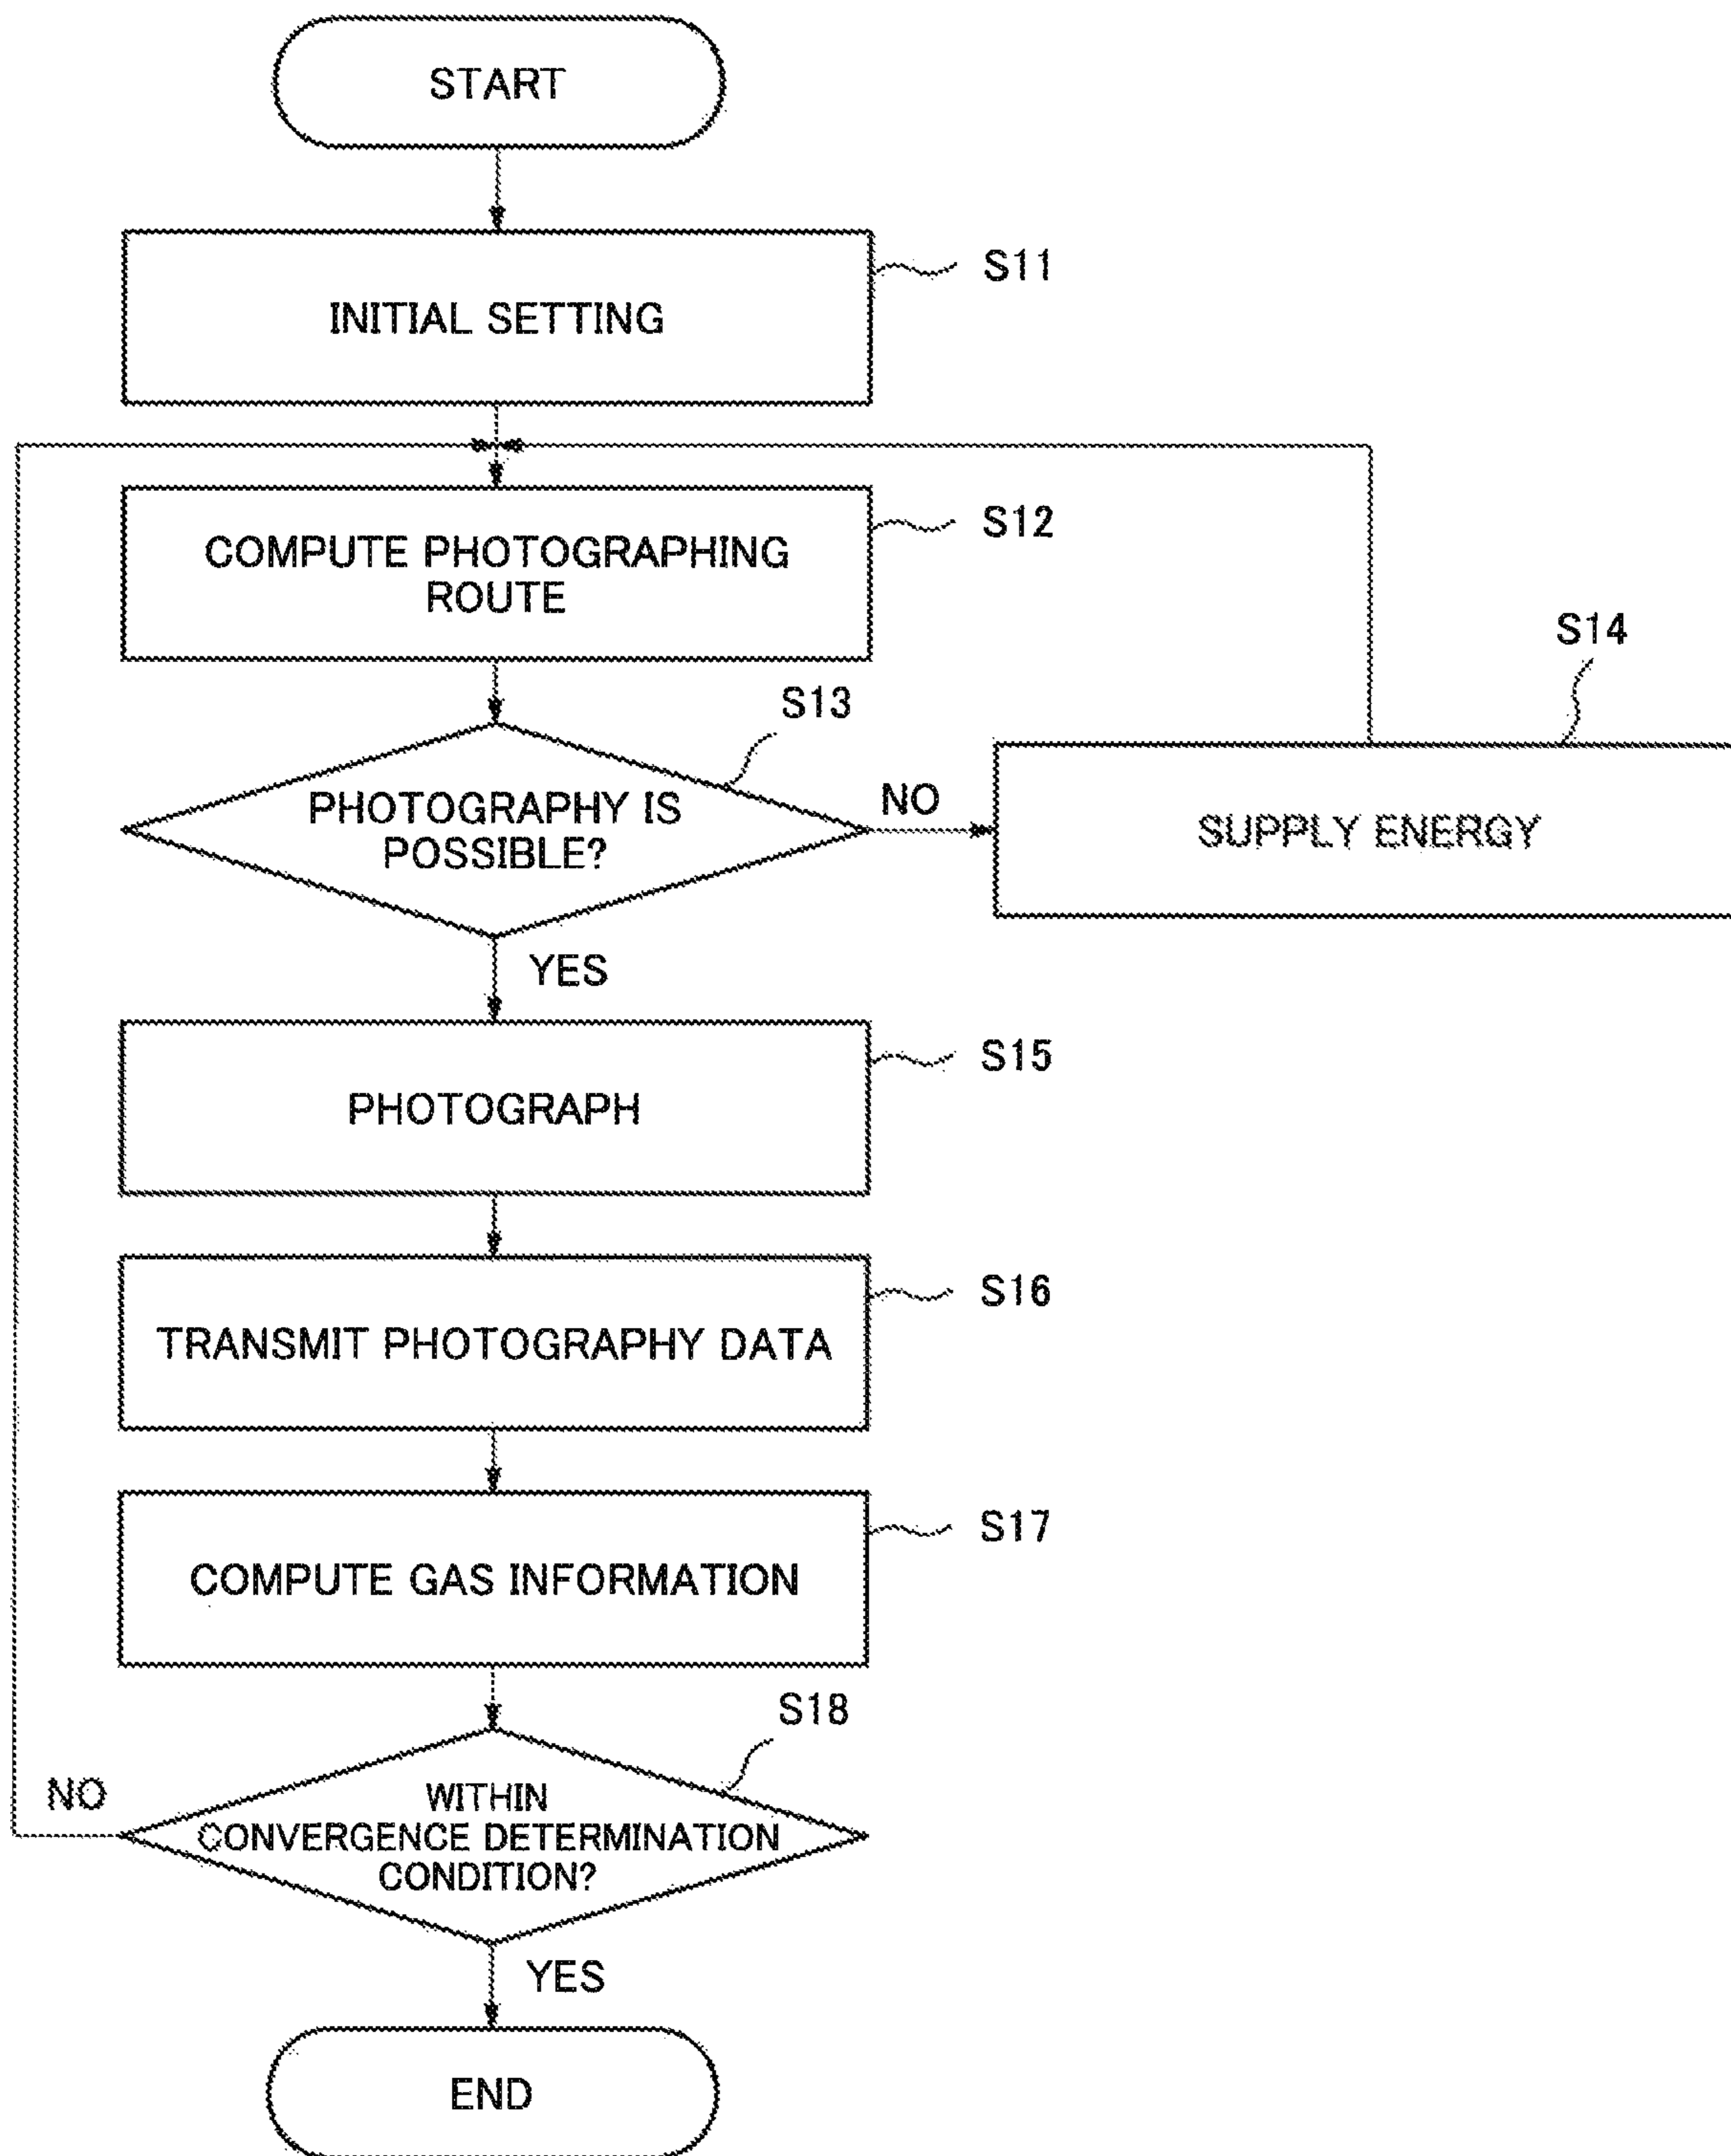 START
INITIAL SETTING
S11
COMPUTE PHOTOGRAPHING
ROUTE
S12
S13
PHOTOGRAPHY IS
POSSIBLE?
NO
S14
SUPPLY ENERGY
YES
PHOTOGRAPH
S15
TRANSMIT PHOTOGRAPHY DATA
S16
COMPUTE GAS INFORMATION
S17
S18
NO
WITHIN
CONVERGENCE DETERMINATION
CONDITION?
YES
END